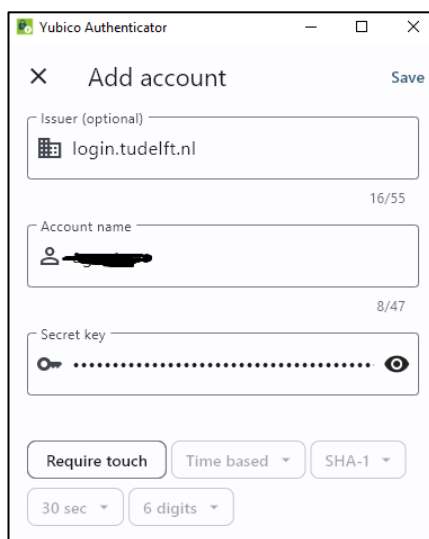 Yubico Authenticator
Add account
Save
Issuer (optional)
login.tudelft.nl
16/55
Account name
8/47
Secret key
Require touch
Time based
SHA-1
30 sec
6 digits